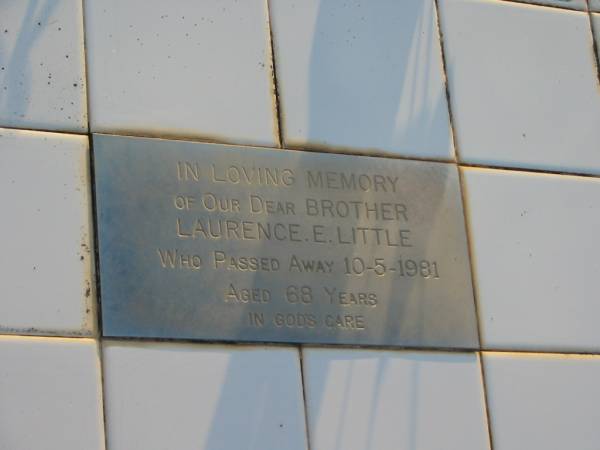 IN LOVING MEMORY
OF OUR DEAR BROTHER
LAURENCE.E.LITTLE
WHO PASSED AWAY 10-5-1981
AGED 68 YEARS
IN GOD'S CARE